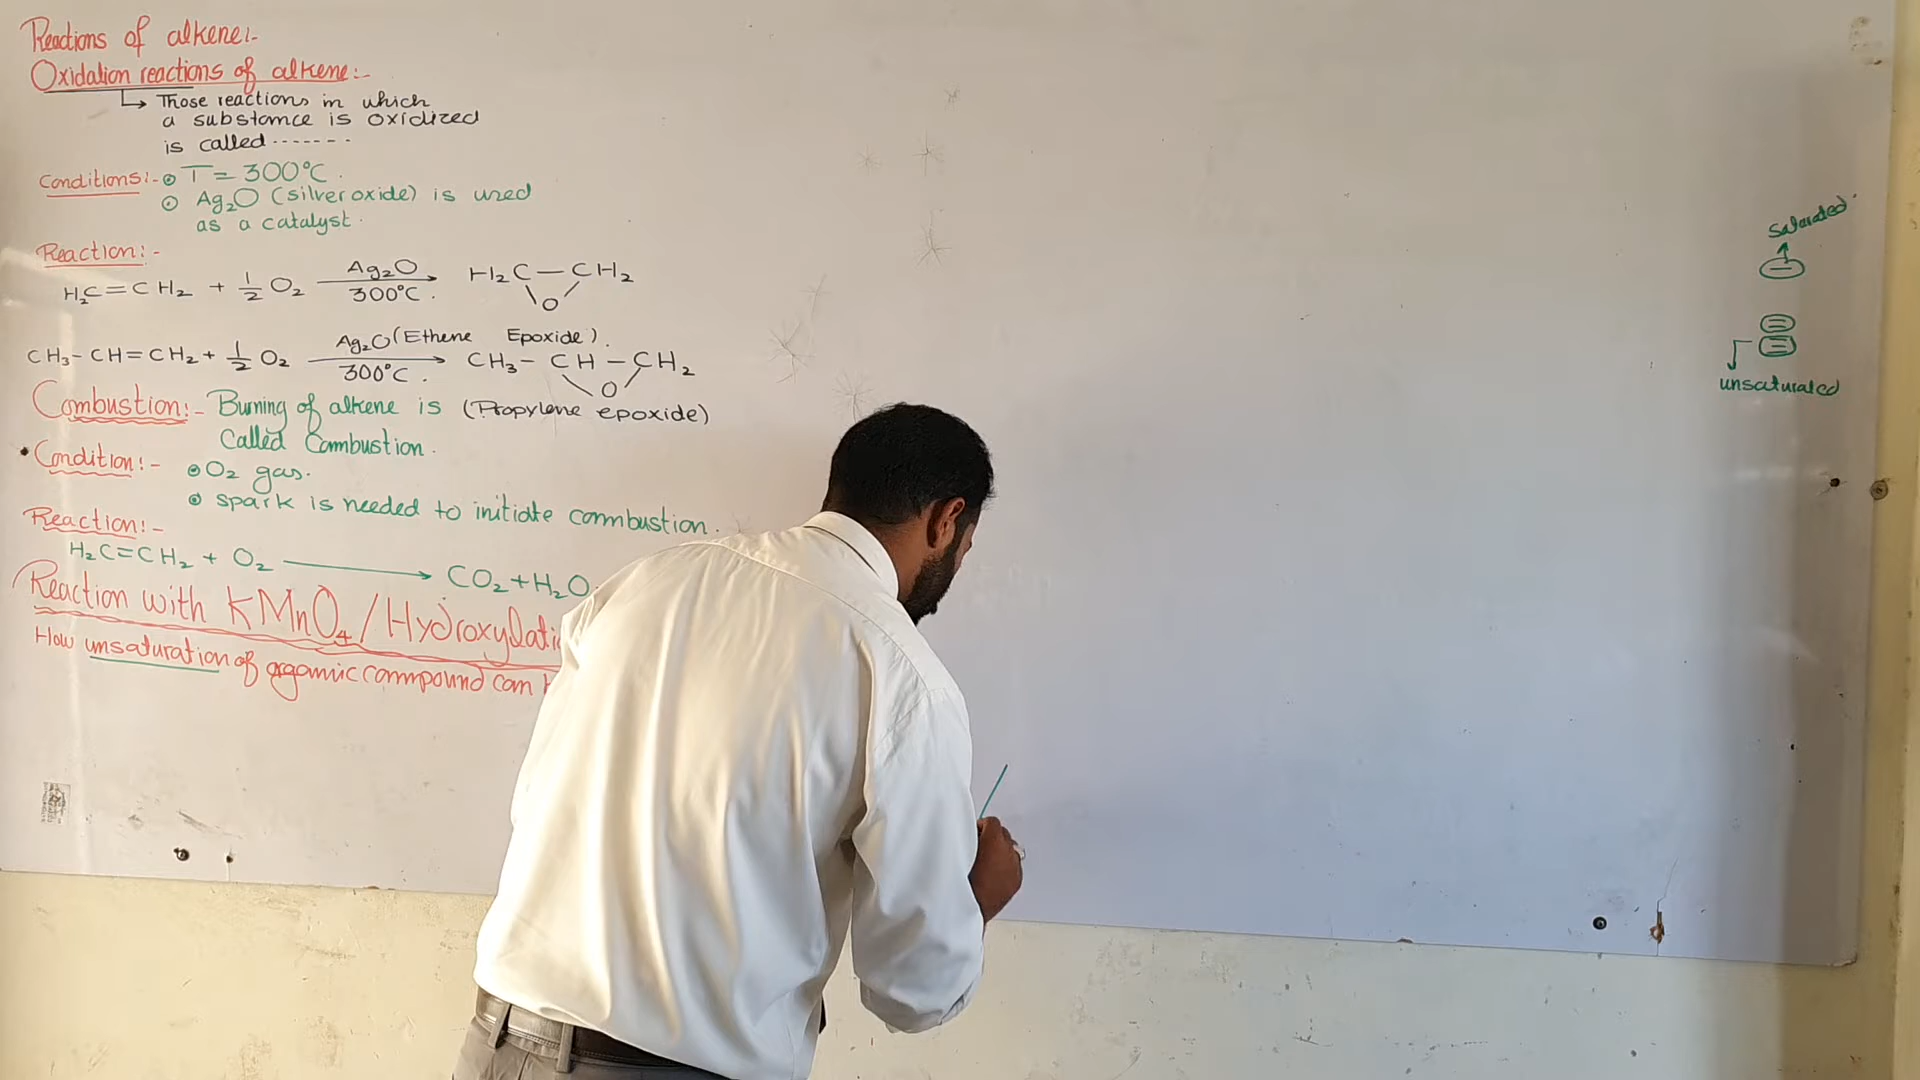 Reactions of alkene:-
Oxidation reactions of alkene:-
↳ Those reactions in which
a substance is oxidized
is called -------
Conditions:- ⊙ T = 300°C.
⊙ Ag₂O (silver oxide) is used
as a catalyst.
Reaction:-
H₂C=CH₂ + 1/2 O₂ Ag₂O 300°C. → H₂C — CH₂ \ O /
(Ethene Epoxide).
CH₃-CH=CH₂ + 1/2 O₂ Ag₂O 300°C. → CH₃- CH - CH₂ \ O /
Combustion:- Burning of alkene is
called Combustion.
(Propylene epoxide)
• Condition:- ⊙ O₂ gas.
⊙ spark is needed to initiate combustion.
Reaction:-
H₂C=CH₂ + O₂ → CO₂+H₂O.
Reaction with KMnO₄/
How unsaturation of organic compound can
saturated.
↑
=
=
unsaturated